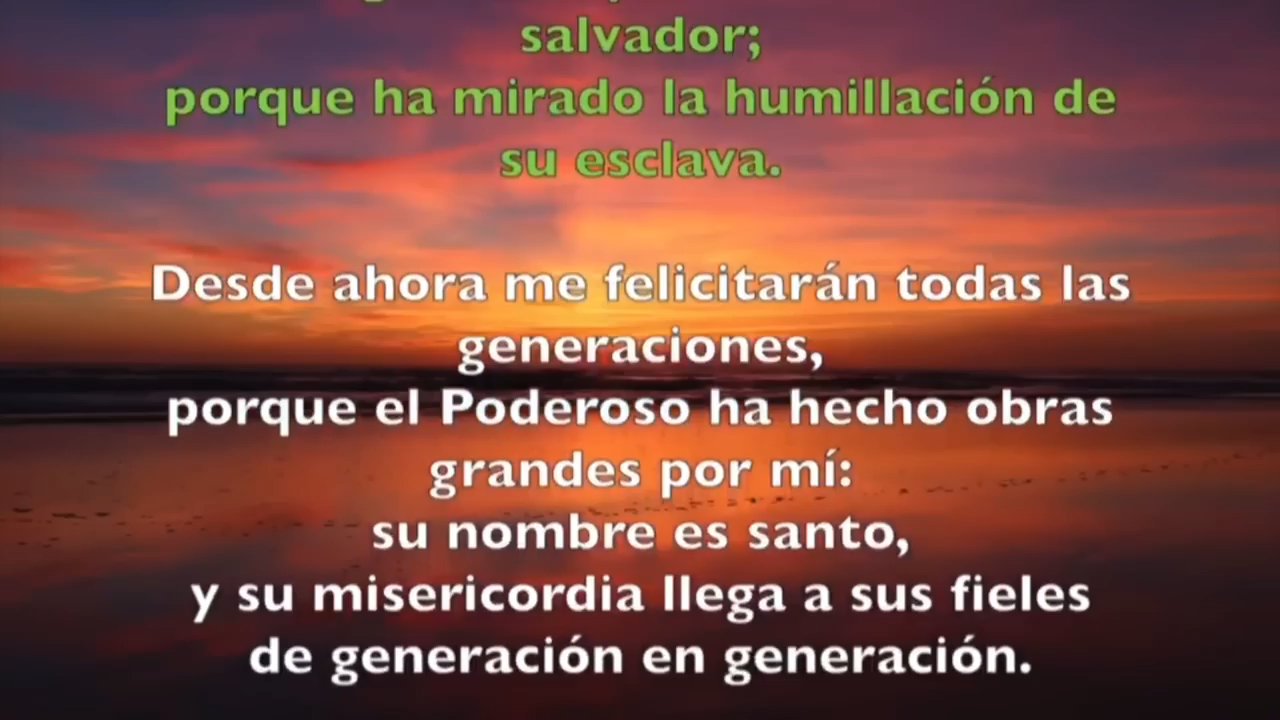 salvador;
porque ha mirado la humillación de
su esclava.
Desde ahora me felicitarán todas las
generaciones,
porque el Poderoso ha hecho obras
grandes por mí:
su nombre es santo,
y su misericordia llega a sus fieles
de generación en generación.